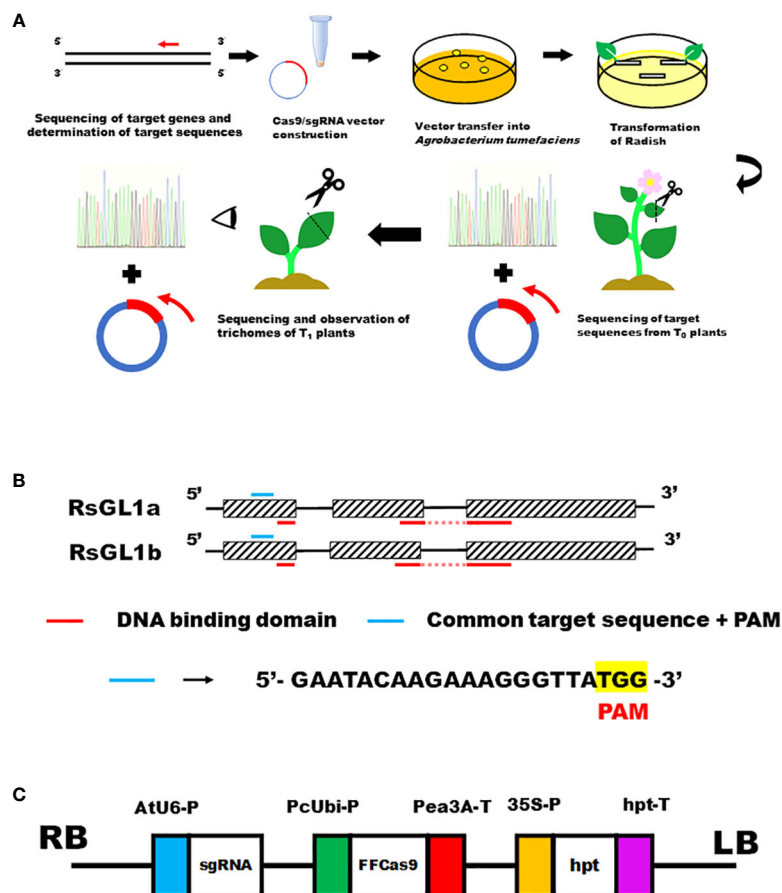 A
5′ 3′
3′ 5′
Sequencing of target genes and
determination of target sequences
Cas9/sgRNA vector
construction
Vector transfer into
Agrobacterium tumefaciens
Transformation
of Radish
Sequencing and observation of
trichomes of T1 plants
Sequencing of target
sequences from T0 plants
B
5’ 3’
RsGL1a
5’ 3’
RsGL1b
DNA binding domain
Common target sequence + PAM
5’- GAATACAAGAAAGGGTTATGG -3’
PAM
C
AtU6-P PcUbi-P Pea3A-T 35S-P hpt-T
RB LB
sgRNA FFCas9 hpt